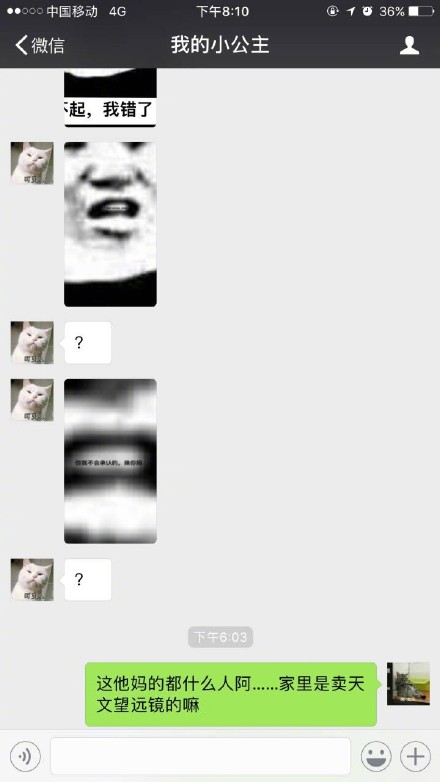 中国移动 4G 下午8:10 36%
微信 我的小公主
不起，我错了
?
?
下午6:03
这他妈的都什么人阿……家里是卖天
文望远镜的嘛